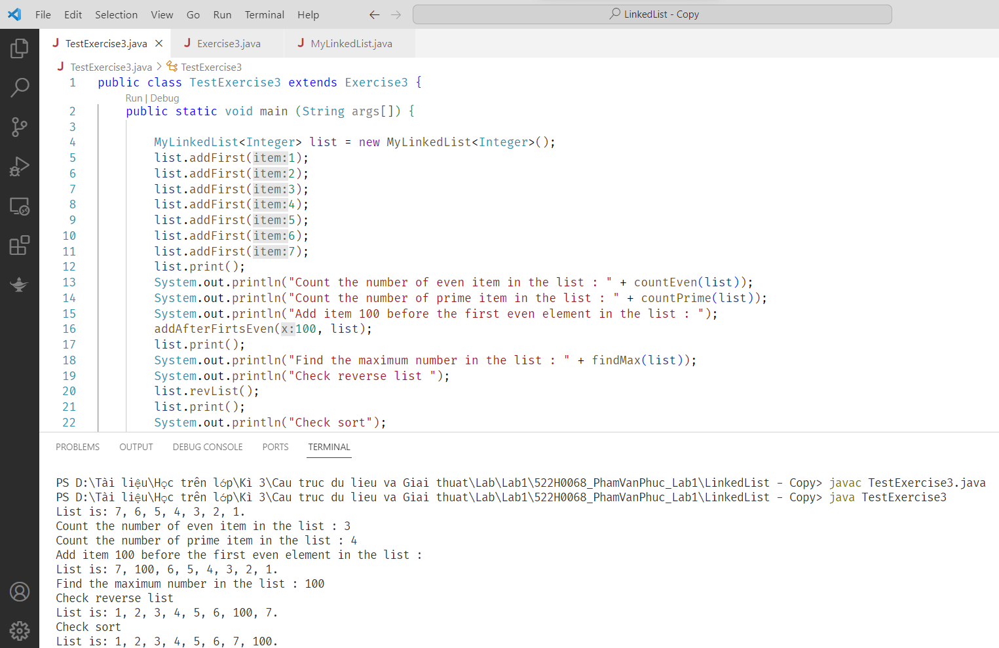 File Edit Selection View Go Run Terminal Help LinkedList - Copy
TestExercise3.java Exercise3.java MyLinkedList.java
TestExercise3.java > TestExercise3
1 public class TestExercise3 extends Exercise3 {
Run | Debug
2 public static void main (String args[]) {
3
4 MyLinkedList<Integer> list = new MyLinkedList<Integer>();
5 list.addFirst(item:1);
6 list.addFirst(item:2);
7 list.addFirst(item:3);
8 list.addFirst(item:4);
9 list.addFirst(item:5);
10 list.addFirst(item:6);
11 list.addFirst(item:7);
12 list.print();
13 System.out.println("Count the number of even item in the list : " + countEven(list));
14 System.out.println("Count the number of prime item in the list : " + countPrime(list));
15 System.out.println("Add item 100 before the first even element in the list : ");
16 addAfterFirtsEven(x:100, list);
17 list.print();
18 System.out.println("Find the maximum number in the list : " + findMax(list));
19 System.out.println("Check reverse list ");
20 list.revList();
21 list.print();
22 System.out.println("Check sort");
PROBLEMS OUTPUT DEBUG CONSOLE PORTS TERMINAL
PS D:\Tài liệu\Học trên lớp\Kì 3\Cau truc du lieu va Giai thuat\Lab\Lab1\522H0068_PhamVanPhuc_Lab1\LinkedList - Copy> javac TestExercise3.java
PS D:\Tài liệu\Học trên lớp\Kì 3\Cau truc du lieu va Giai thuat\Lab\Lab1\522H0068_PhamVanPhuc_Lab1\LinkedList - Copy> java TestExercise3
List is: 7, 6, 5, 4, 3, 2, 1.
Count the number of even item in the list : 3
Count the number of prime item in the list : 4
Add item 100 before the first even element in the list :
List is: 7, 100, 6, 5, 4, 3, 2, 1.
Find the maximum number in the list : 100
Check reverse list
List is: 1, 2, 3, 4, 5, 6, 100, 7.
Check sort
List is: 1, 2, 3, 4, 5, 6, 7, 100.